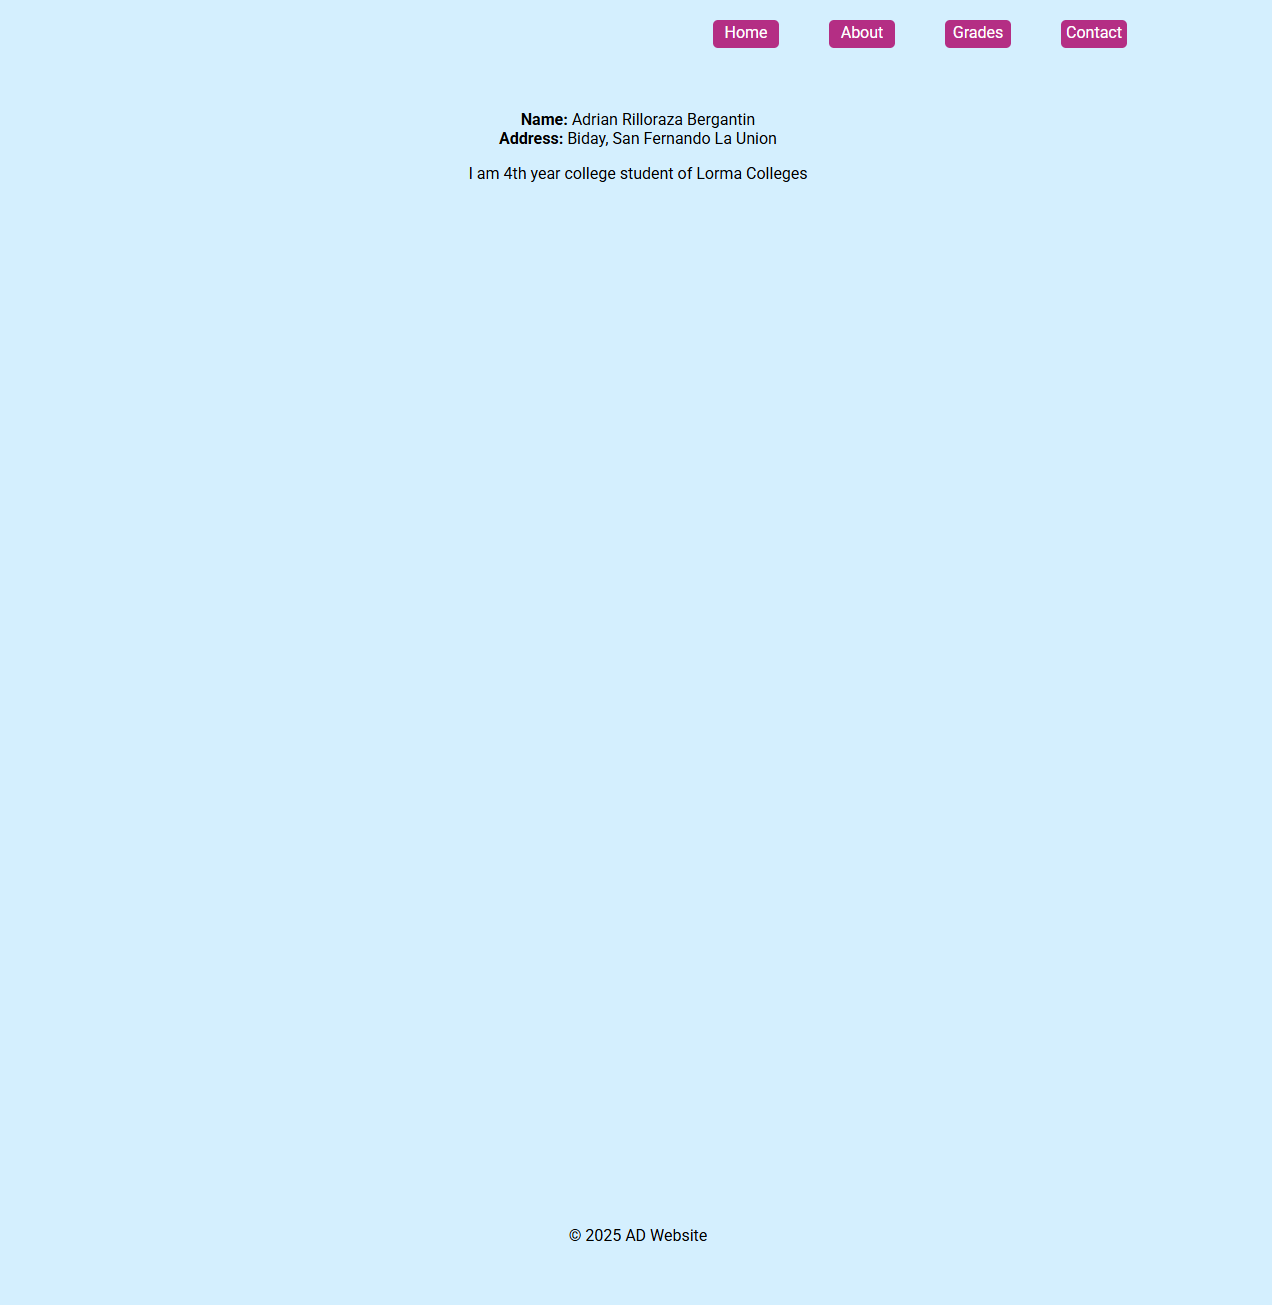 Home About Grades Contact
Name: Adrian Rilloraza Bergantin
Address: Biday, San Fernando La Union
I am 4th year college student of Lorma Colleges
© 2025 AD Website